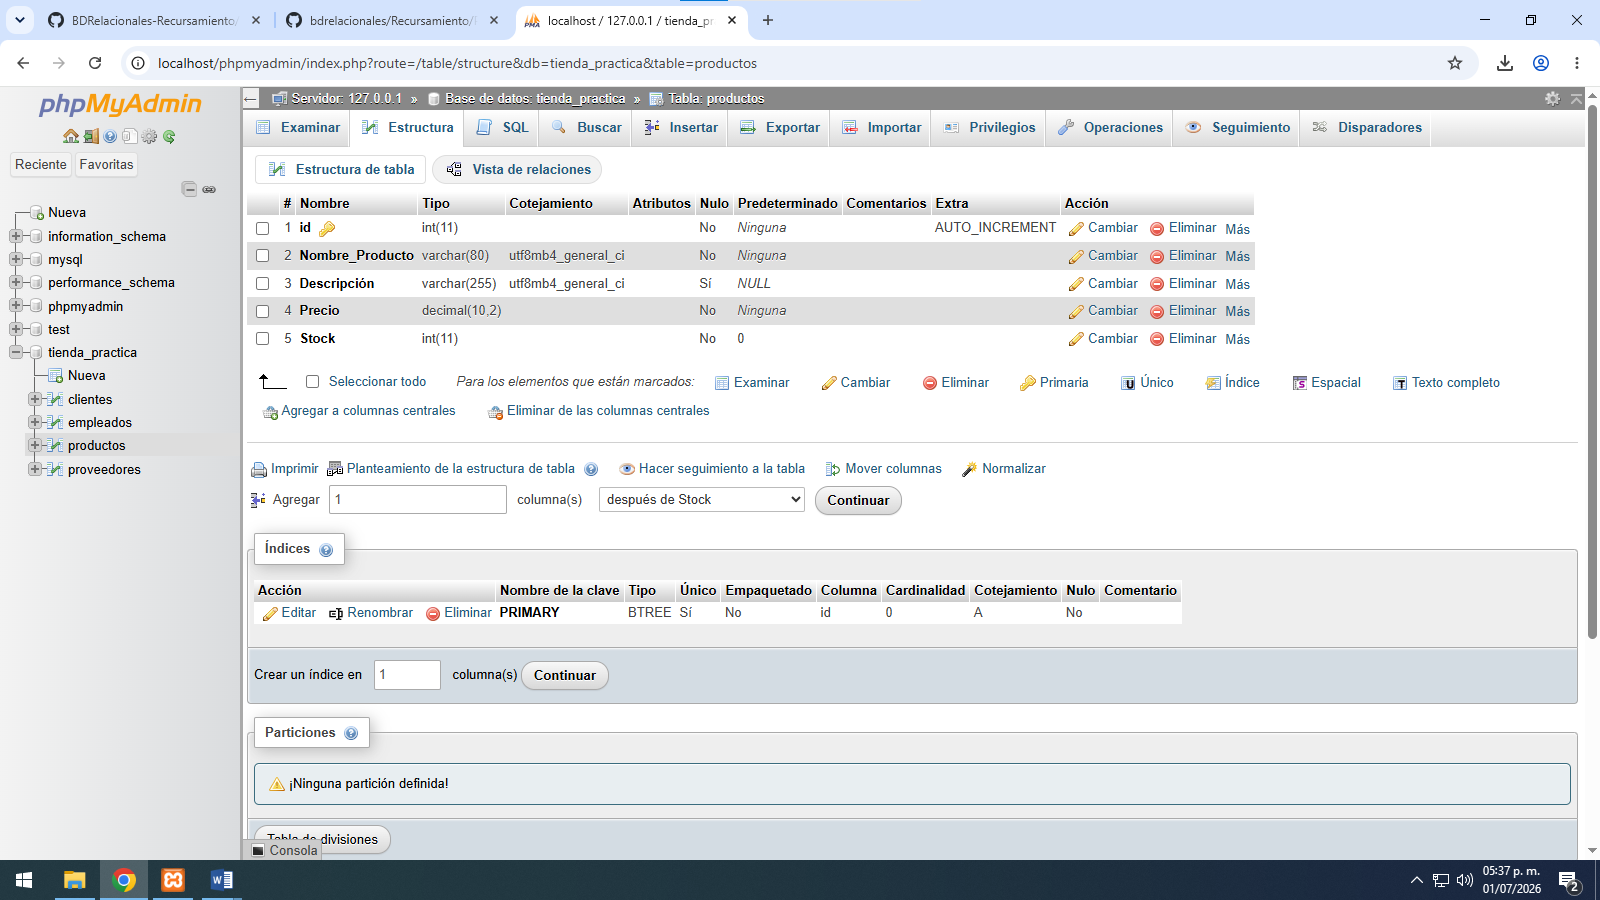 BDRelacionales-Recursamiento
bdrelacionales/Recursamiento/
localhost / 127.0.0.1 / tienda_pr
localhost/phpmyadmin/index.php?route=/table/structure&db=tienda_practica&table=productos
phpMyAdmin
Reciente
Favoritas
Nueva
information_schema
mysql
performance_schema
phpmyadmin
test
tienda_practica
Nueva
clientes
empleados
productos
proveedores
Servidor: 127.0.0.1 » Base de datos: tienda_practica » Tabla: productos
Examinar Estructura SQL Buscar Insertar Exportar Importar Privilegios Operaciones Seguimiento Disparadores
Estructura de tabla Vista de relaciones
# Nombre Tipo Cotejamiento Atributos Nulo Predeterminado Comentarios Extra Acción
1 id int(11) No Ninguna AUTO_INCREMENT Cambiar Eliminar Más
2 Nombre_Producto varchar(80) utf8mb4_general_ci No Ninguna Cambiar Eliminar Más
3 Descripción varchar(255) utf8mb4_general_ci Sí NULL Cambiar Eliminar Más
4 Precio decimal(10,2) No Ninguna Cambiar Eliminar Más
5 Stock int(11) No 0 Cambiar Eliminar Más
Seleccionar todo Para los elementos que están marcados: Examinar Cambiar Eliminar Primaria Único Índice Espacial Texto completo
Agregar a columnas centrales Eliminar de las columnas centrales
Imprimir Planteamiento de la estructura de tabla Hacer seguimiento a la tabla Mover columnas Normalizar
Agregar 1 columna(s) después de Stock Continuar
Índices
Acción Nombre de la clave Tipo Único Empaquetado Columna Cardinalidad Cotejamiento Nulo Comentario
Editar Renombrar Eliminar PRIMARY BTREE Sí No id 0 A No
Crear un índice en 1 columna(s) Continuar
Particiones
¡Ninguna partición definida!
Tabla de divisiones
Consola
05:37 p. m.
01/07/2026
2